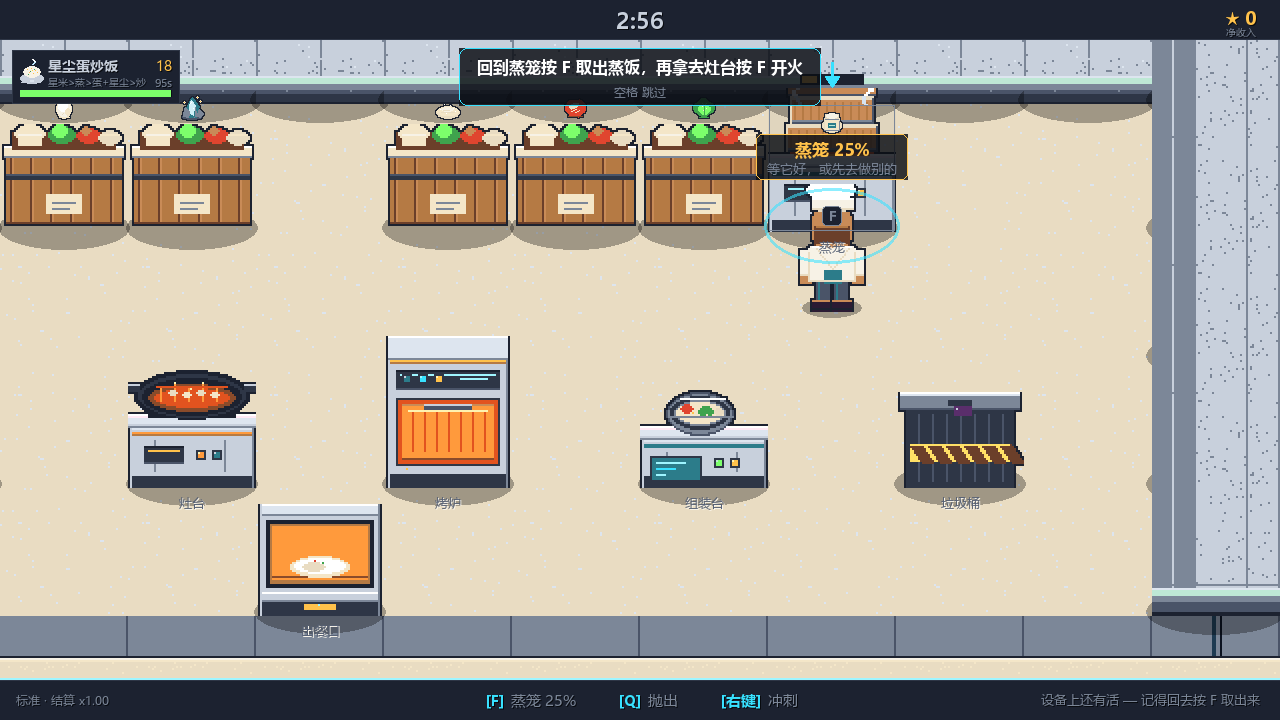 2:56
★ 0
净收入
星尘蛋炒饭 18
星米>蒸>蛋+星尘>炒 95s
回到蒸笼按 F 取出蒸饭，再拿去灶台按 F 开火
空格 跳过
蒸笼 25%
等它好，或先去做别的
F
蒸笼
灶台
烤炉
组装台
垃圾桶
出餐口
标准 · 结算 x1.00
[F] 蒸笼 25%
[Q] 抛出
[右键] 冲刺
设备上还有活 — 记得回去按 F 取出来